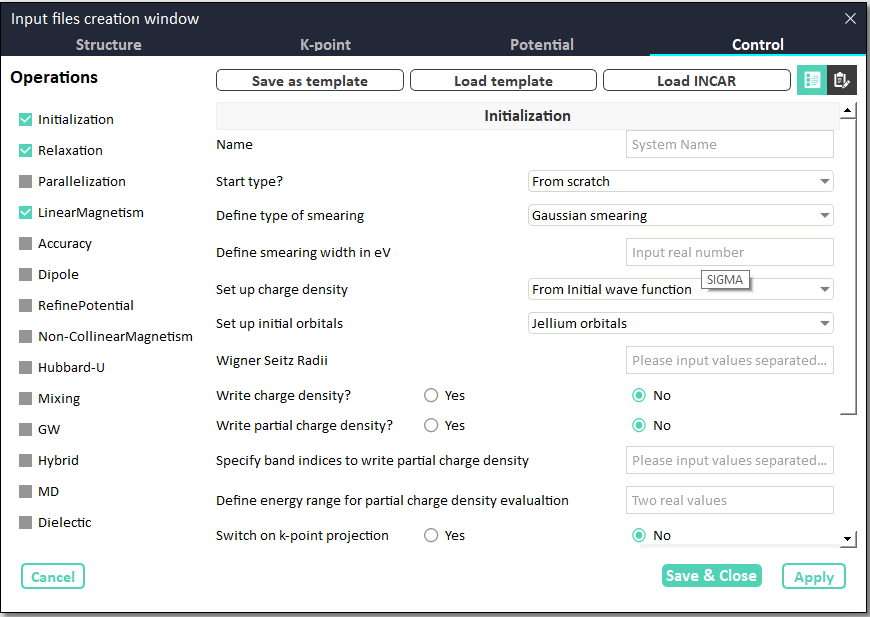 Input files creation window
Structure K-point Potential Control
Operations
Save as template Load template Load INCAR
Initialization
Relaxation
Parallelization
LinearMagnetism
Accuracy
Dipole
RefinePotential
Non-CollinearMagnetism
Hubbard-U
Mixing
GW
Hybrid
MD
Dielectic
Initialization
Name System Name
Start type? From scratch
Define type of smearing Gaussian smearing
Define smearing width in eV Input real number
SIGMA
Set up charge density From Initial wave function
Set up initial orbitals Jellium orbitals
Wigner Seitz Radii Please input values separated...
Write charge density? Yes No
Write partial charge density? Yes No
Specify band indices to write partial charge density Please input values separated...
Define energy range for partial charge density evalualtion Two real values
Switch on k-point projection Yes No
Cancel Save & Close Apply